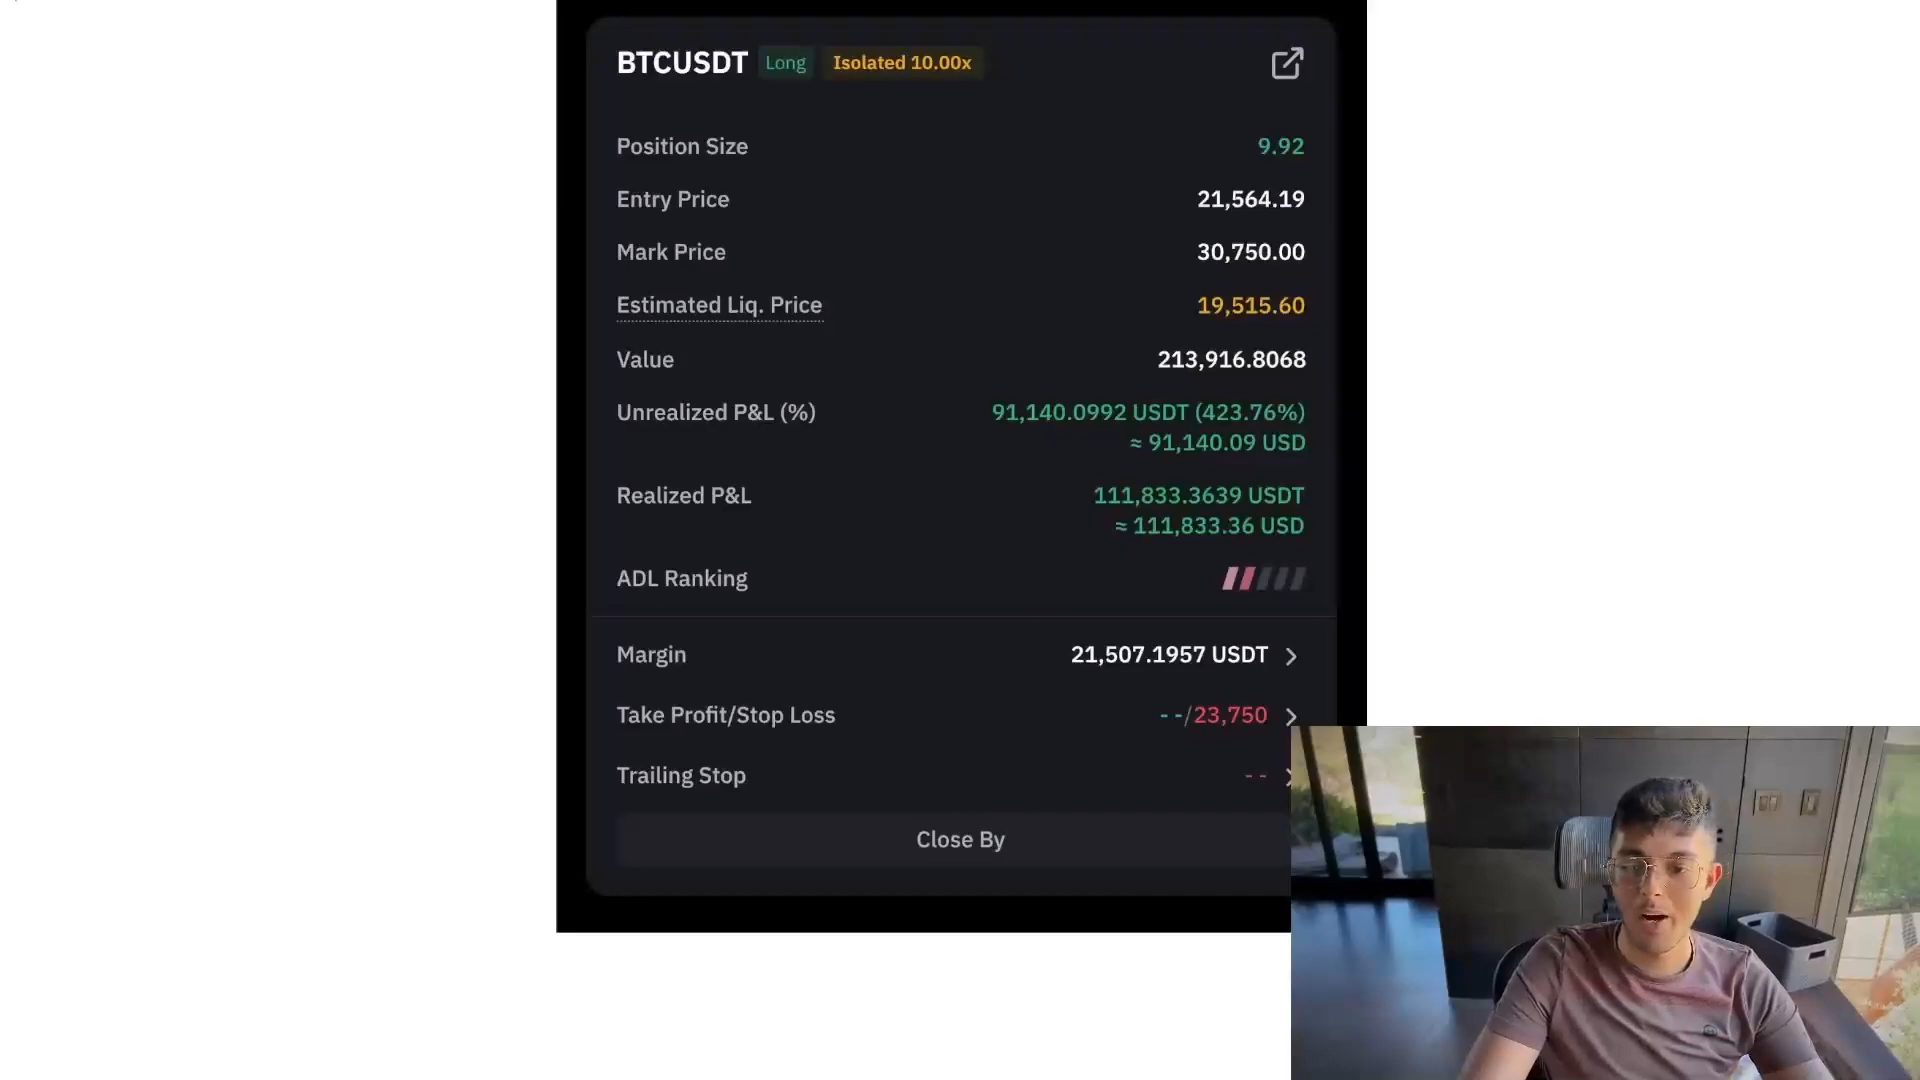 BTCUSDT Long Isolated 10.00x
Position Size 9.92
Entry Price 21,564.19
Mark Price 30,750.00
Estimated Liq. Price 19,515.60
Value 213,916.8068
Unrealized P&L (%) 91,140.0992 USDT (423.76%)
≈ 91,140.09 USD
Realized P&L 111,833.3639 USDT
≈ 111,833.36 USD
ADL Ranking
Margin 21,507.1957 USDT
Take Profit/Stop Loss - -/23,750
Trailing Stop - -
Close By